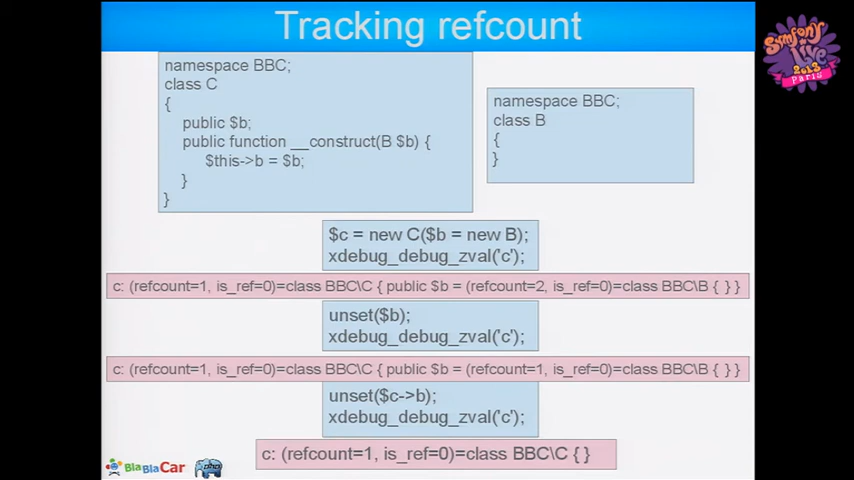 Tracking refcount
Symfony
Live
2013
Paris
namespace BBC;
class C
{
public $b;
public function __construct(B $b) {
$this->b = $b;
}
}
namespace BBC;
class B
{
}
$c = new C($b = new B);
xdebug_debug_zval('c');
c: (refcount=1, is_ref=0)=class BBC\C { public $b = (refcount=2, is_ref=0)=class BBC\B { } }
unset($b);
xdebug_debug_zval('c');
c: (refcount=1, is_ref=0)=class BBC\C { public $b = (refcount=1, is_ref=0)=class BBC\B { } }
unset($c->b);
xdebug_debug_zval('c');
c: (refcount=1, is_ref=0)=class BBC\C { }
BlaBlaCar